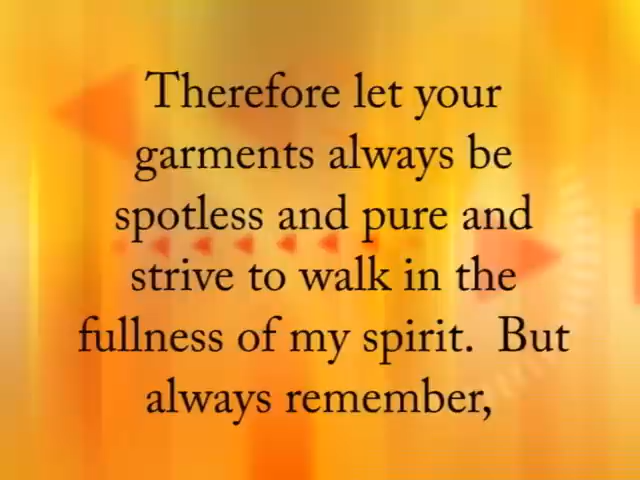 Therefore let your
garments always be
spotless and pure and
strive to walk in the
fullness of my spirit.  But
always remember,